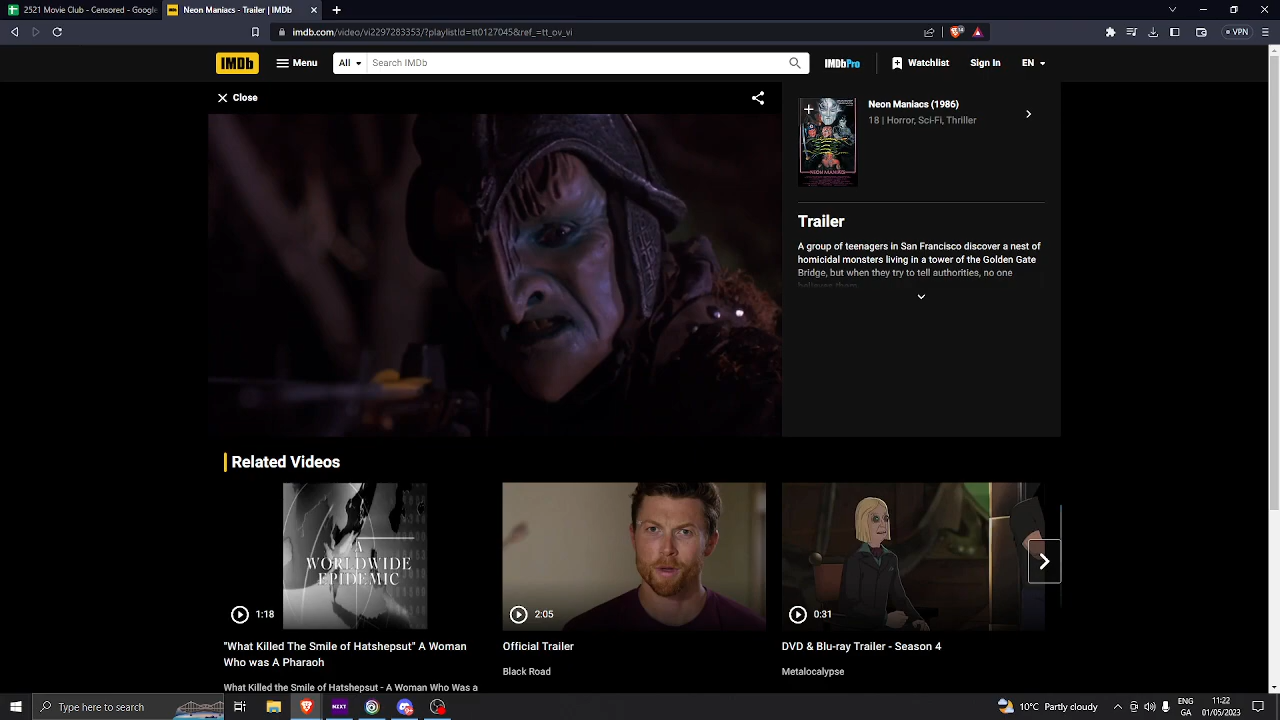 2521 Movie Club - Censored - Google
Neon Maniacs - Trailer | IMDb
imdb.com/video/vi2297283353/?playlistId=tt0127045&ref_=tt_ov_vi
VPN
IMDb
Menu
All
Search IMDb
IMDbPro
Watchlist
Sign In
EN
Close
Neon Maniacs (1986)
18 | Horror, Sci-Fi, Thriller
NEON MANIACS
Trailer
A group of teenagers in San Francisco discover a nest of
homicidal monsters living in a tower of the Golden Gate
Bridge, but when they try to tell authorities, no one
believes them.
Related Videos
A
WORLDWIDE
EPIDEMIC
1:18
2:05
0:31
"What Killed The Smile of Hatshepsut" A Woman
Who was A Pharaoh
Official Trailer
DVD & Blu-ray Trailer - Season 4
Black Road
Metalocalypse
What Killed the Smile of Hatshepsut - A Woman Who Was a
Type here to search
NEXT
10°C Partly cloudy
ENG
GA
11:22
01/05/2023